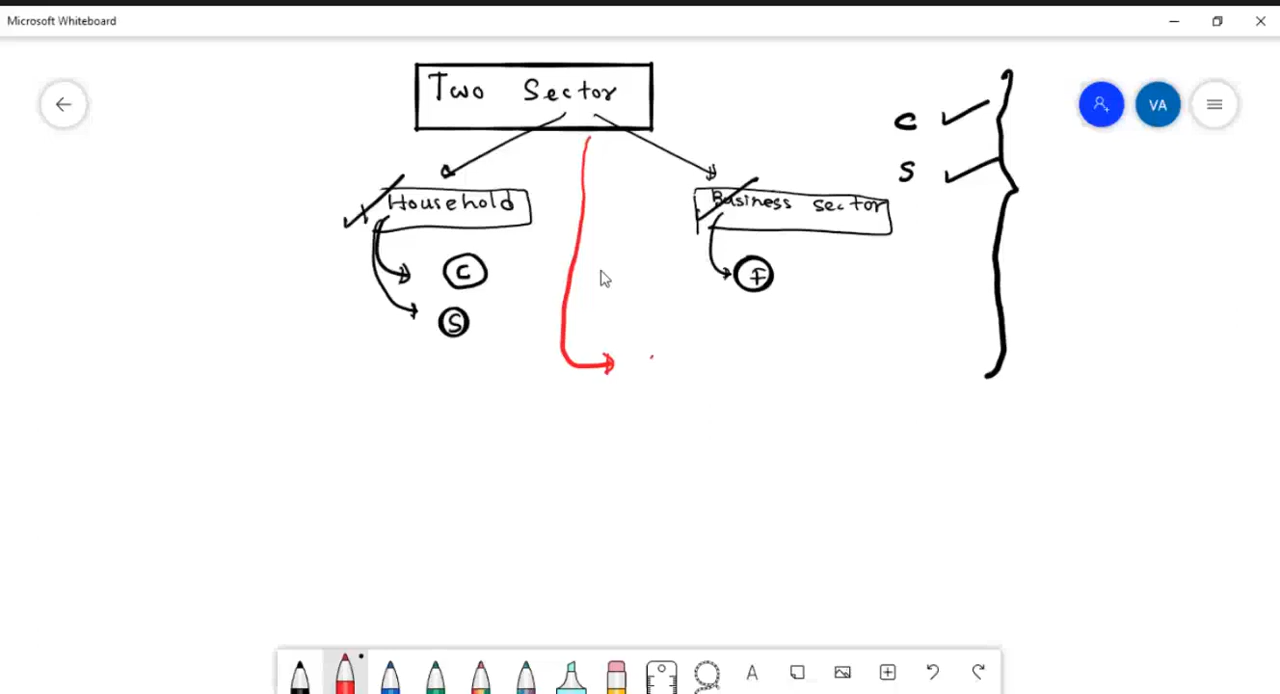 Microsoft Whiteboard
Two Sector
C
VA
S
Household
Business sector
C
F
S
A